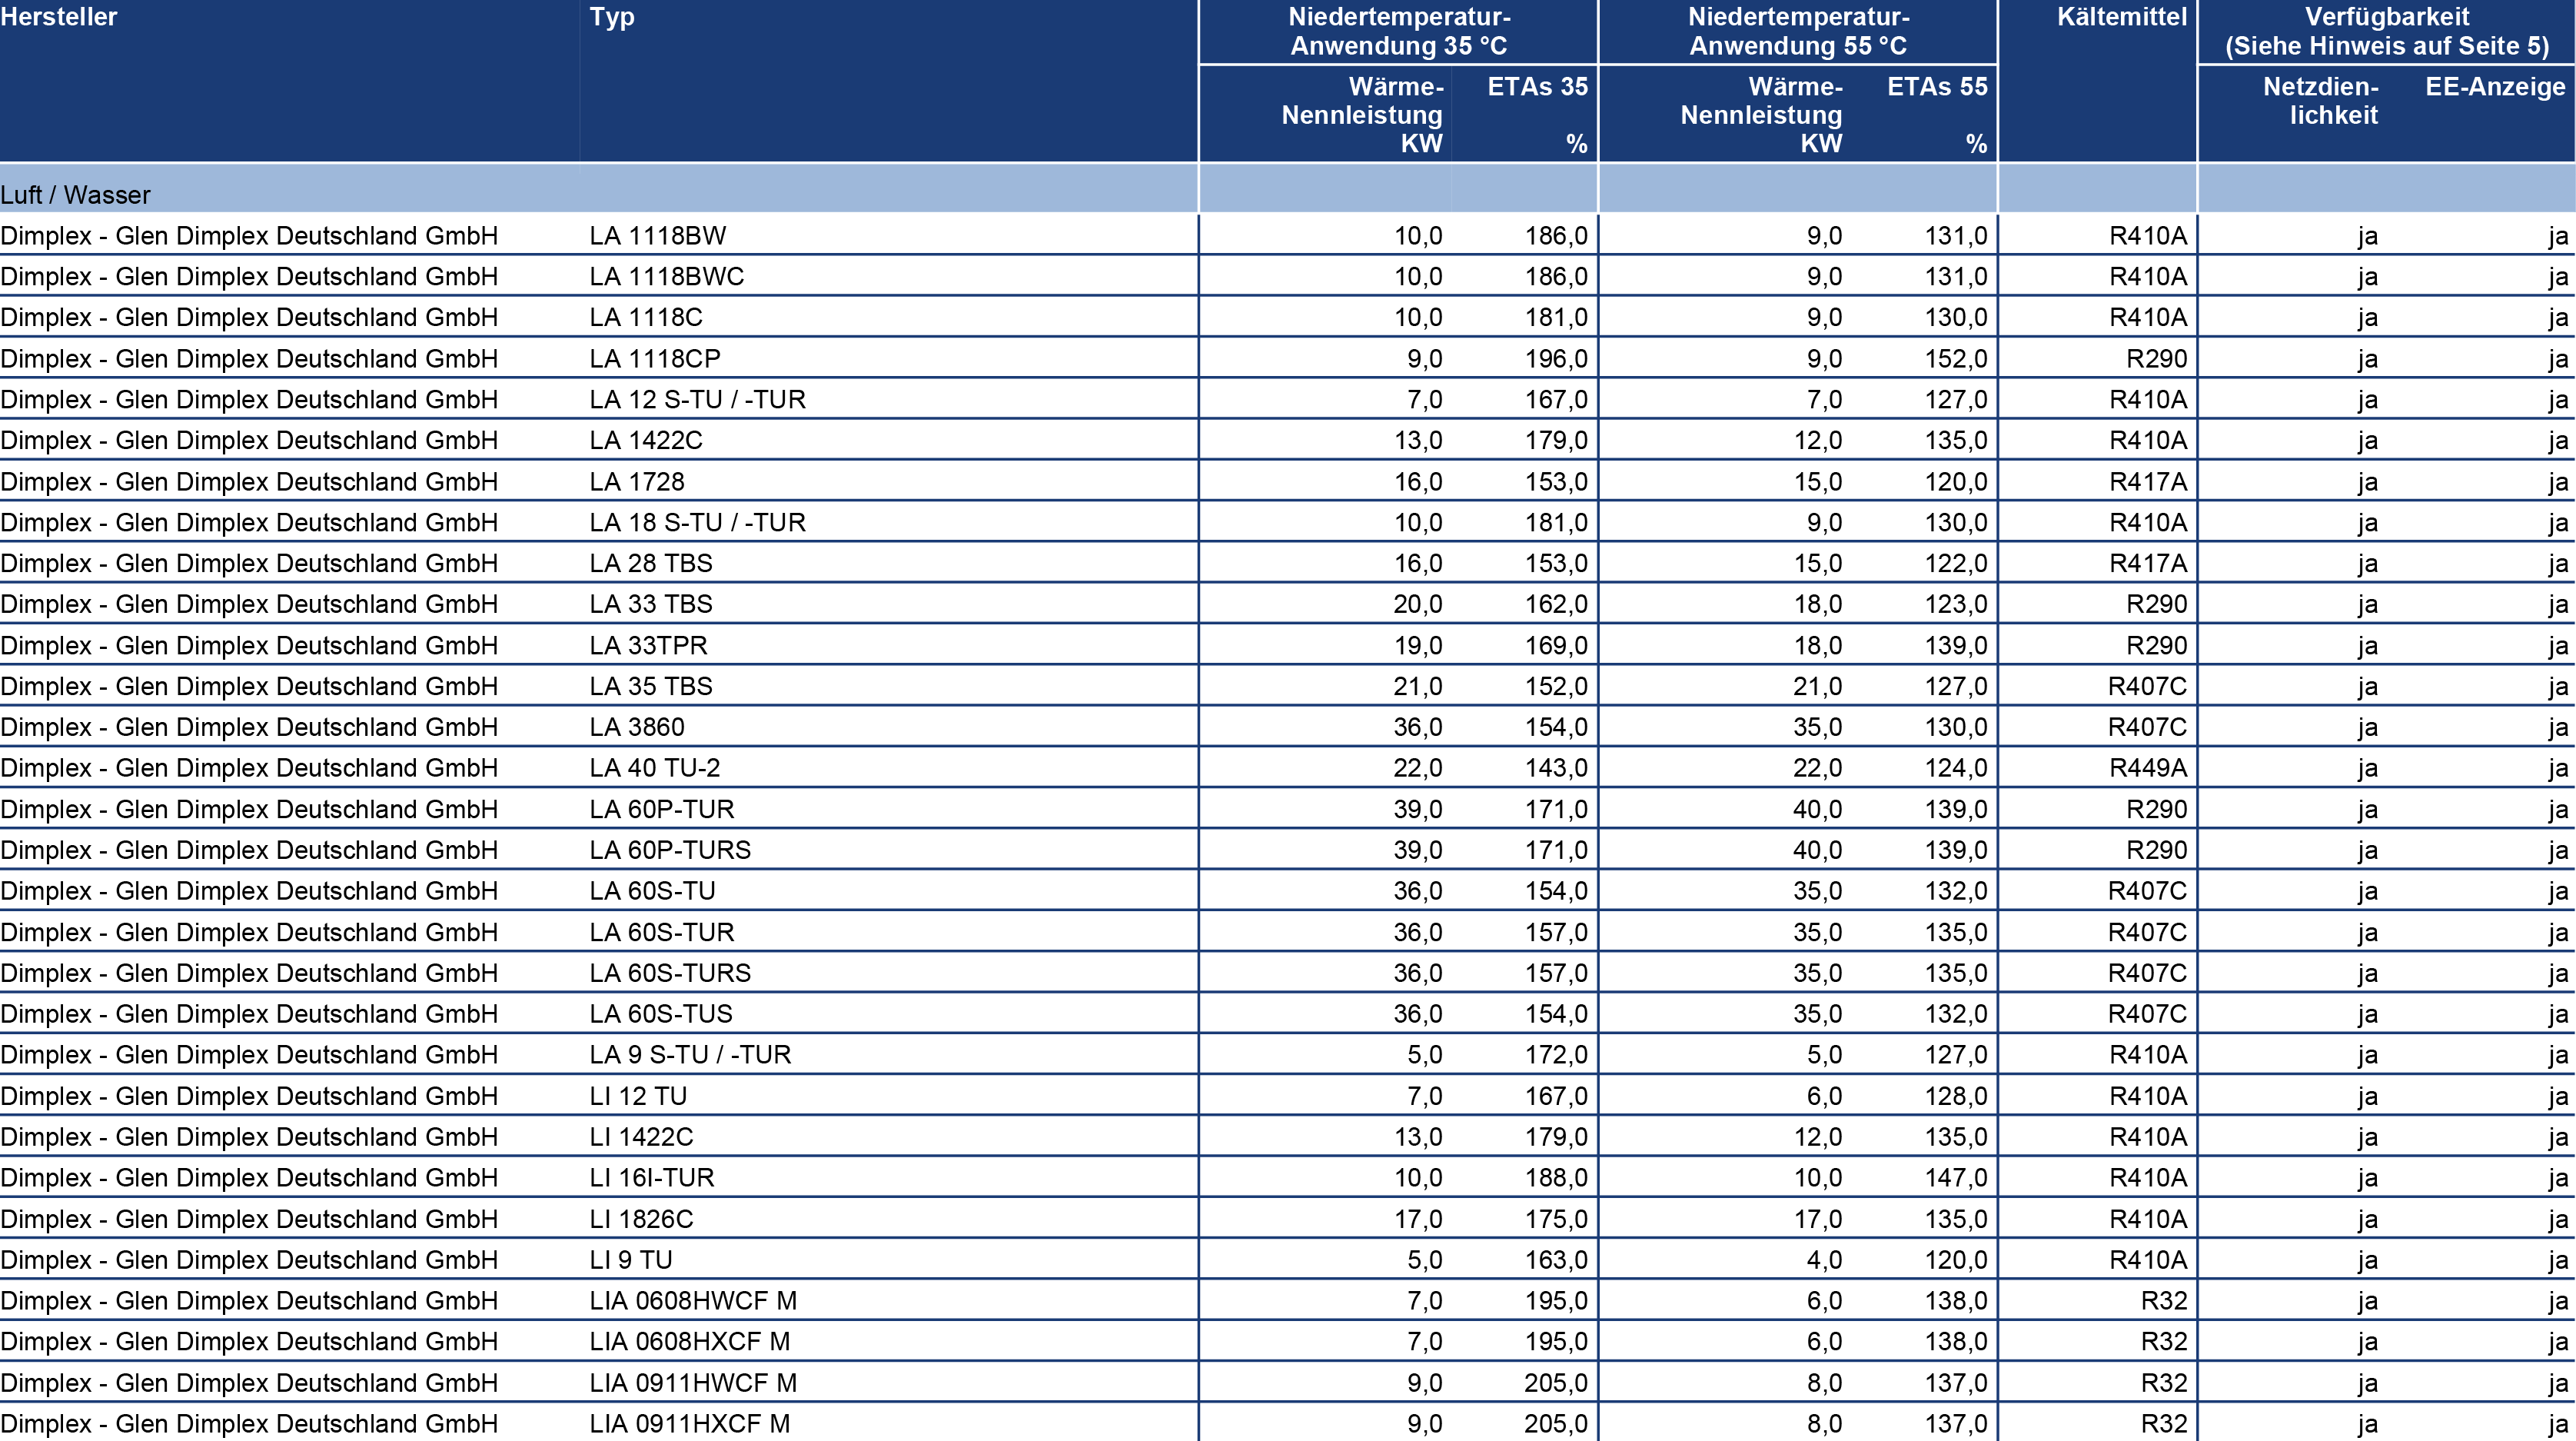 Hersteller Typ Niedertemperatur- Niedertemperatur- Kältemittel Verfügbarkeit
Anwendung 35 °C Anwendung 55 °C (Siehe Hinweis auf Seite 5)
Wärme- ETAs 35 Wärme- ETAs 55 Netzdien- EE-Anzeige
Nennleistung Nennleistung lichkeit
KW % KW %
Luft / Wasser
Dimplex - Glen Dimplex Deutschland GmbH LA 1118BW 10,0 186,0 9,0 131,0 R410A ja ja
Dimplex - Glen Dimplex Deutschland GmbH LA 1118BWC 10,0 186,0 9,0 131,0 R410A ja ja
Dimplex - Glen Dimplex Deutschland GmbH LA 1118C 10,0 181,0 9,0 130,0 R410A ja ja
Dimplex - Glen Dimplex Deutschland GmbH LA 1118CP 9,0 196,0 9,0 152,0 R290 ja ja
Dimplex - Glen Dimplex Deutschland GmbH LA 12 S-TU / -TUR 7,0 167,0 7,0 127,0 R410A ja ja
Dimplex - Glen Dimplex Deutschland GmbH LA 1422C 13,0 179,0 12,0 135,0 R410A ja ja
Dimplex - Glen Dimplex Deutschland GmbH LA 1728 16,0 153,0 15,0 120,0 R417A ja ja
Dimplex - Glen Dimplex Deutschland GmbH LA 18 S-TU / -TUR 10,0 181,0 9,0 130,0 R410A ja ja
Dimplex - Glen Dimplex Deutschland GmbH LA 28 TBS 16,0 153,0 15,0 122,0 R417A ja ja
Dimplex - Glen Dimplex Deutschland GmbH LA 33 TBS 20,0 162,0 18,0 123,0 R290 ja ja
Dimplex - Glen Dimplex Deutschland GmbH LA 33TPR 19,0 169,0 18,0 139,0 R290 ja ja
Dimplex - Glen Dimplex Deutschland GmbH LA 35 TBS 21,0 152,0 21,0 127,0 R407C ja ja
Dimplex - Glen Dimplex Deutschland GmbH LA 3860 36,0 154,0 35,0 130,0 R407C ja ja
Dimplex - Glen Dimplex Deutschland GmbH LA 40 TU-2 22,0 143,0 22,0 124,0 R449A ja ja
Dimplex - Glen Dimplex Deutschland GmbH LA 60P-TUR 39,0 171,0 40,0 139,0 R290 ja ja
Dimplex - Glen Dimplex Deutschland GmbH LA 60P-TURS 39,0 171,0 40,0 139,0 R290 ja ja
Dimplex - Glen Dimplex Deutschland GmbH LA 60S-TU 36,0 154,0 35,0 132,0 R407C ja ja
Dimplex - Glen Dimplex Deutschland GmbH LA 60S-TUR 36,0 157,0 35,0 135,0 R407C ja ja
Dimplex - Glen Dimplex Deutschland GmbH LA 60S-TURS 36,0 157,0 35,0 135,0 R407C ja ja
Dimplex - Glen Dimplex Deutschland GmbH LA 60S-TUS 36,0 154,0 35,0 132,0 R407C ja ja
Dimplex - Glen Dimplex Deutschland GmbH LA 9 S-TU / -TUR 5,0 172,0 5,0 127,0 R410A ja ja
Dimplex - Glen Dimplex Deutschland GmbH LI 12 TU 7,0 167,0 6,0 128,0 R410A ja ja
Dimplex - Glen Dimplex Deutschland GmbH LI 1422C 13,0 179,0 12,0 135,0 R410A ja ja
Dimplex - Glen Dimplex Deutschland GmbH LI 16I-TUR 10,0 188,0 10,0 147,0 R410A ja ja
Dimplex - Glen Dimplex Deutschland GmbH LI 1826C 17,0 175,0 17,0 135,0 R410A ja ja
Dimplex - Glen Dimplex Deutschland GmbH LI 9 TU 5,0 163,0 4,0 120,0 R410A ja ja
Dimplex - Glen Dimplex Deutschland GmbH LIA 0608HWCF M 7,0 195,0 6,0 138,0 R32 ja ja
Dimplex - Glen Dimplex Deutschland GmbH LIA 0608HXCF M 7,0 195,0 6,0 138,0 R32 ja ja
Dimplex - Glen Dimplex Deutschland GmbH LIA 0911HWCF M 9,0 205,0 8,0 137,0 R32 ja ja
Dimplex - Glen Dimplex Deutschland GmbH LIA 0911HXCF M 9,0 205,0 8,0 137,0 R32 ja ja